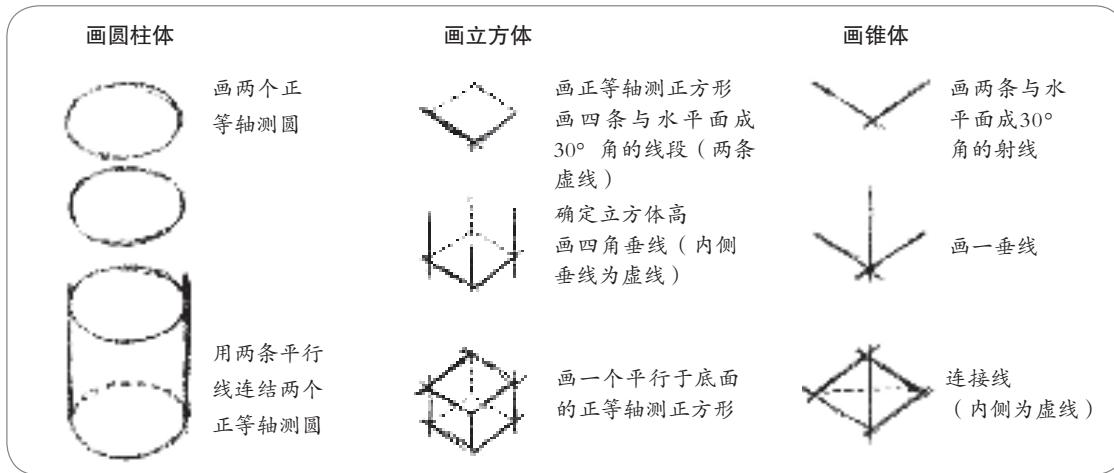 画圆柱体
画两个正
等轴测圆
用两条平行
线连结两个
正等轴测圆
画立方体
画正等轴测正方形
画四条与水平面成
30° 角的线段（两条
虚线）
确定立方体高
画四角垂线（内侧
垂线为虚线）
画一个平行于底面
的正等轴测正方形
画锥体
画两条与水
平面成30°
角的射线
画一垂线
连接线
（内侧为虚线）